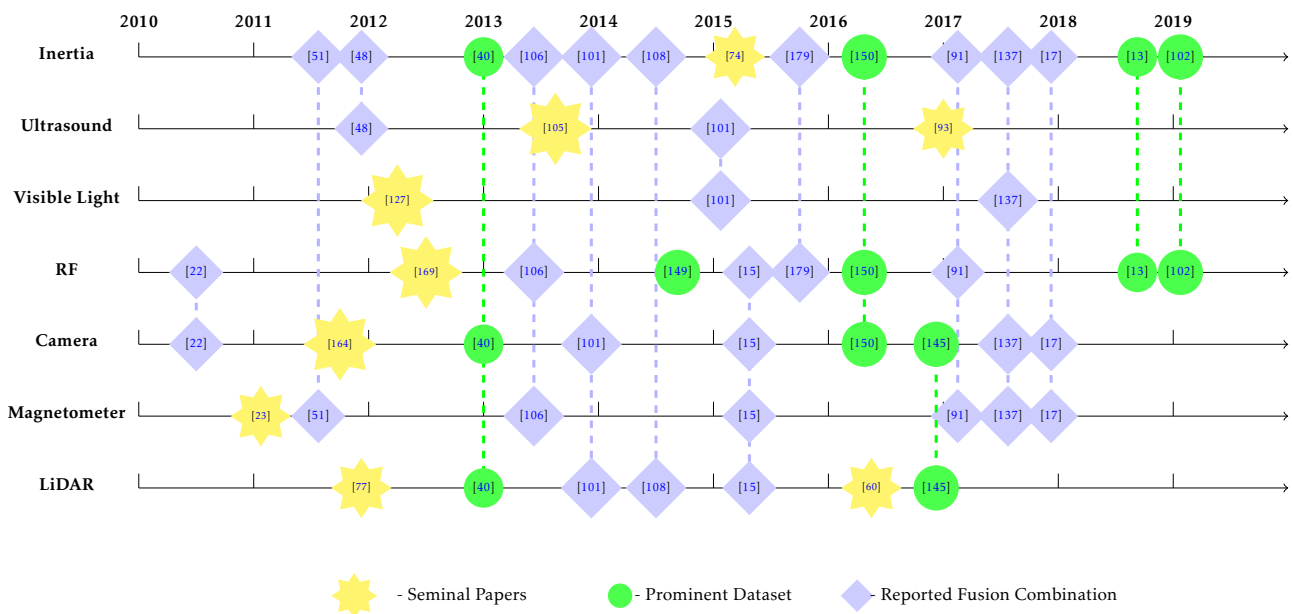 2010 2011 2012 2013 2014 2015 2016 2017 2018 2019
Inertia [51] [48] [40] [106] [101] [108] [74] [179] [150] [91] [137] [17] [13] [102]
Ultrasound [48] [105] [101] [93]
Visible Light [127] [101] [137]
RF [22] [169] [106] [149] [15] [179] [150] [91] [13] [102]
Camera [22] [164] [40] [101] [15] [150] [145] [137] [17]
Magnetometer [23] [51] [106] [15] [91] [137] [17]
LiDAR [77] [40] [101] [108] [15] [60] [145]
- Seminal Papers - Prominent Dataset - Reported Fusion Combination